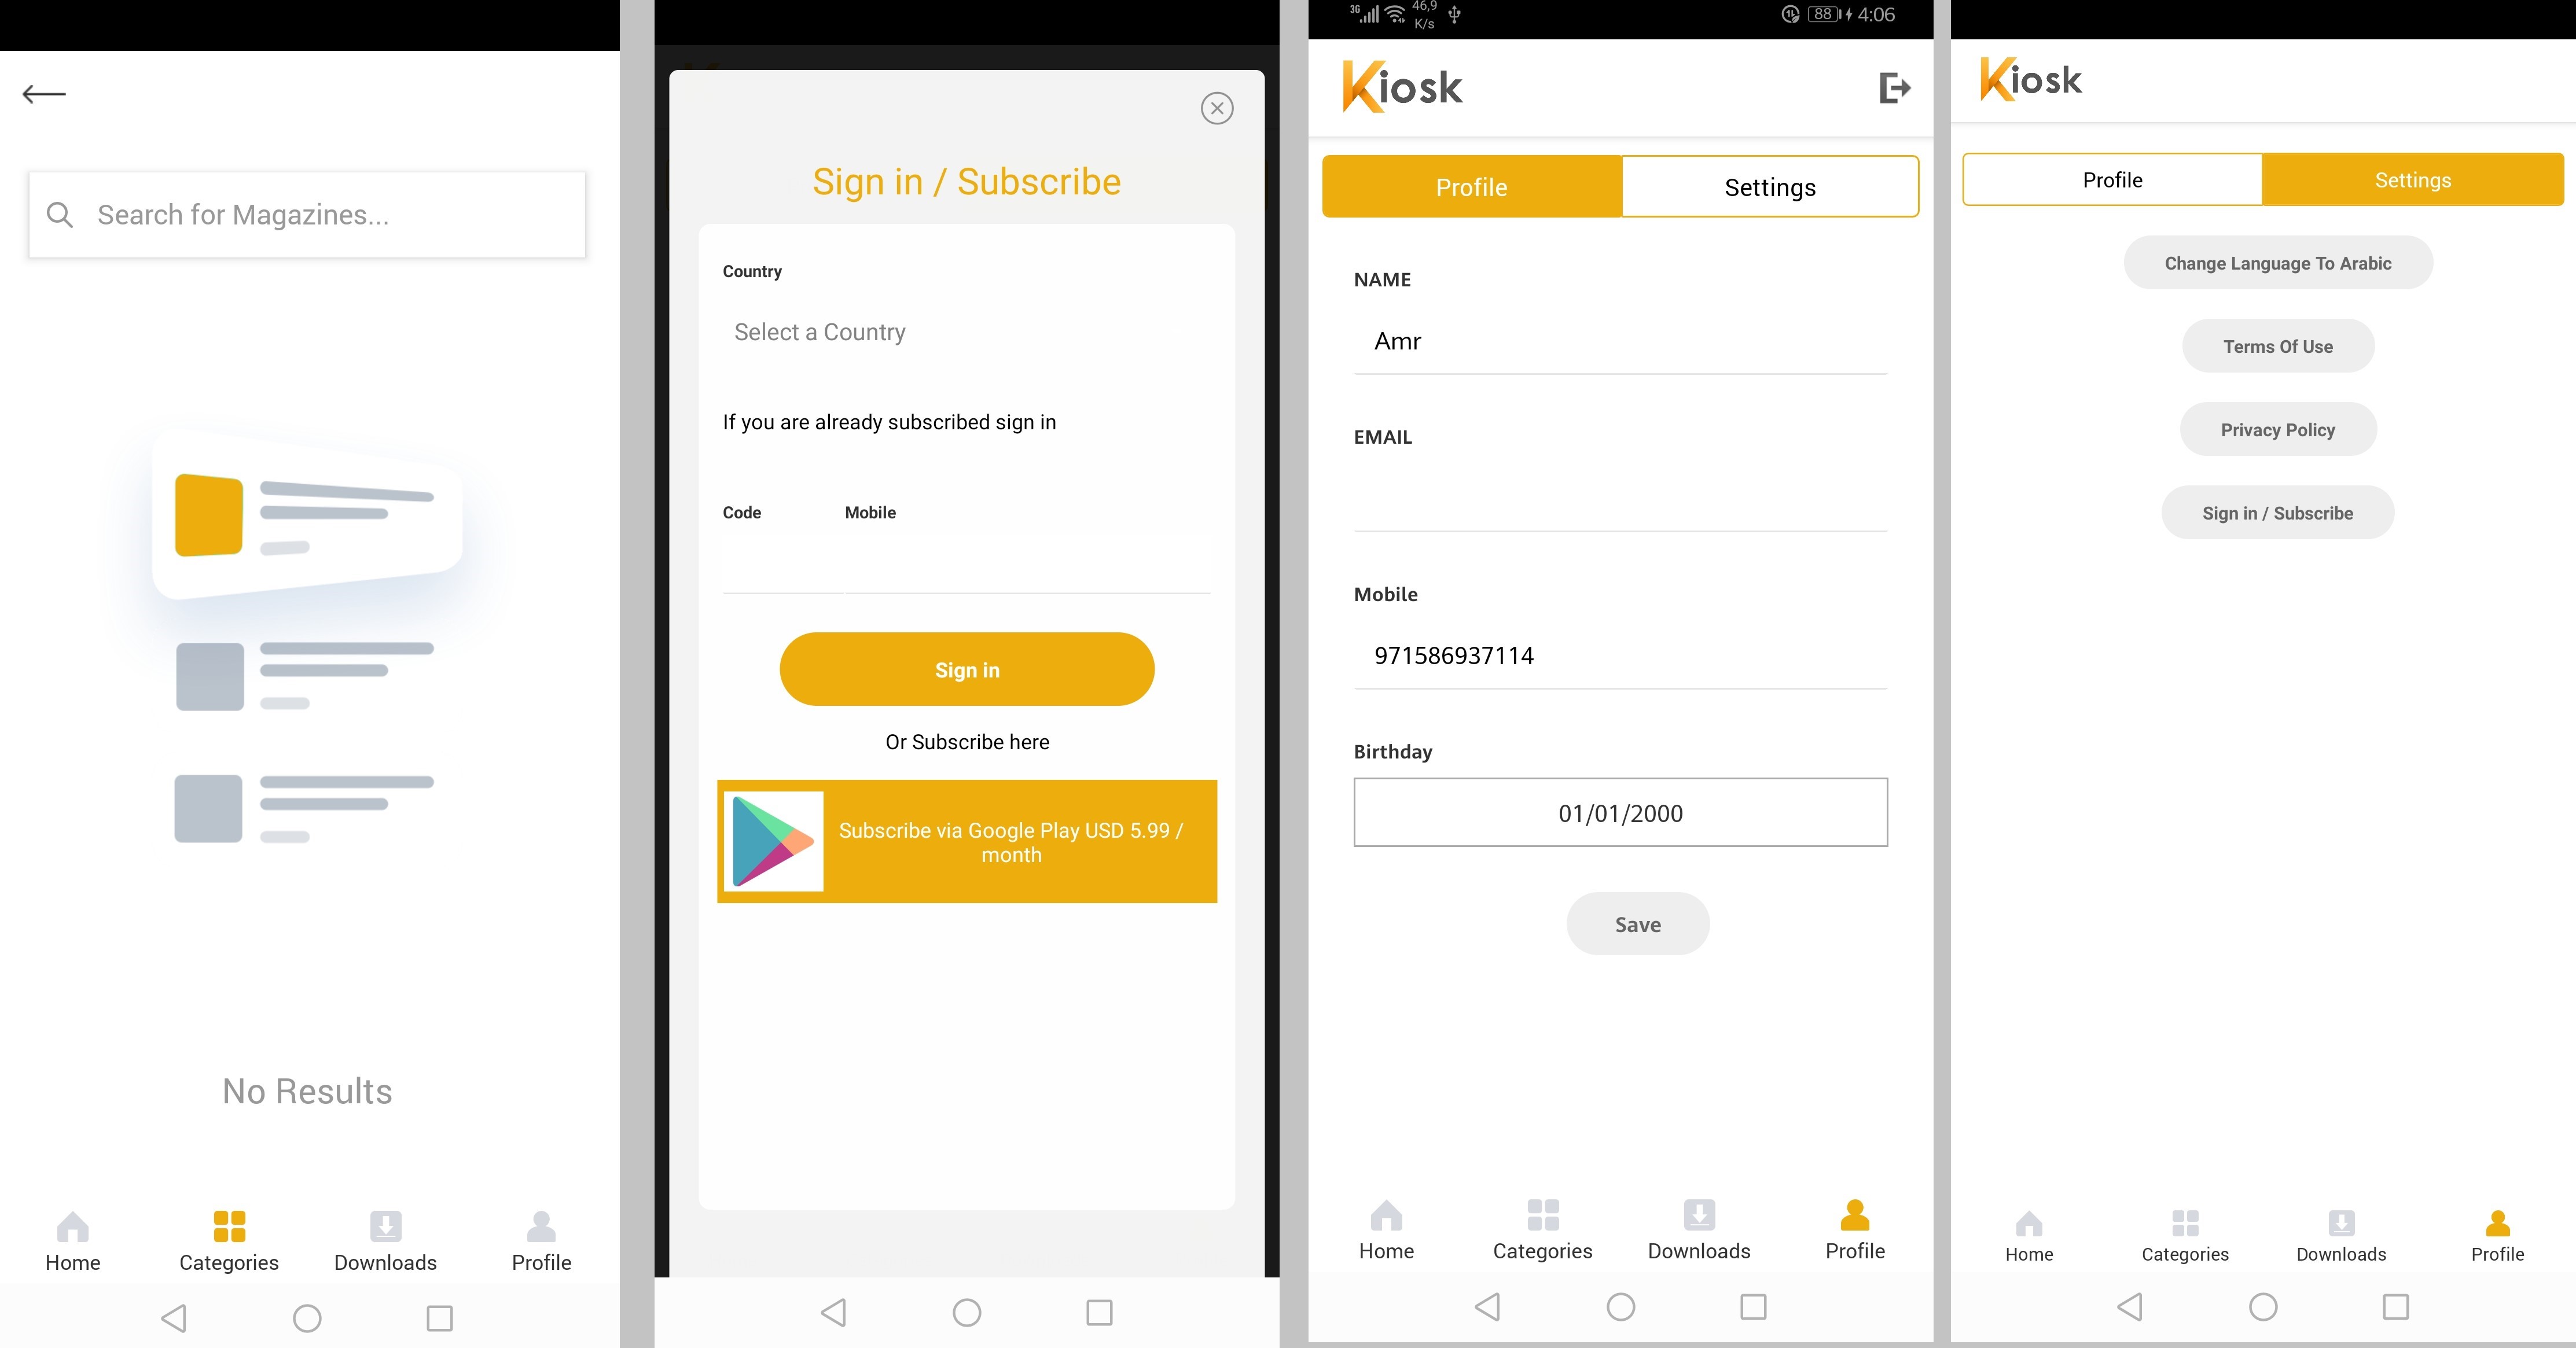 Search for Magazines...
No Results
Home
Categories
Downloads
Profile
Sign in / Subscribe
Country
Select a Country
If you are already subscribed sign in
Code
Mobile
Sign in
Or Subscribe here
Subscribe via Google Play USD 5.99 /
month
3G
46,9
K/s
88
4:06
Kiosk
Profile
Settings
NAME
Amr
EMAIL
Mobile
971586937114
Birthday
01/01/2000
Save
Home
Categories
Downloads
Profile
Kiosk
Profile
Settings
Change Language To Arabic
Terms Of Use
Privacy Policy
Sign in / Subscribe
Home
Categories
Downloads
Profile